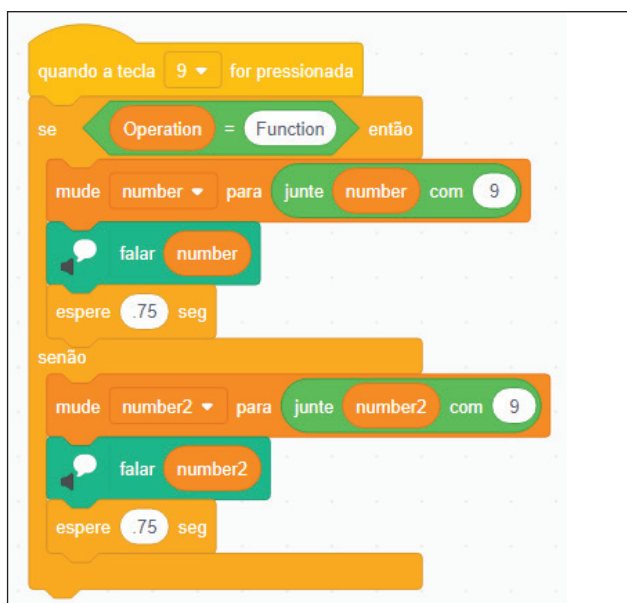 quando a tecla 9 for pressionada
se Operation = Function então
mude number para junte number com 9
falar number
espere .75 seg
senão
mude number2 para junte number2 com 9
falar number2
espere .75 seg